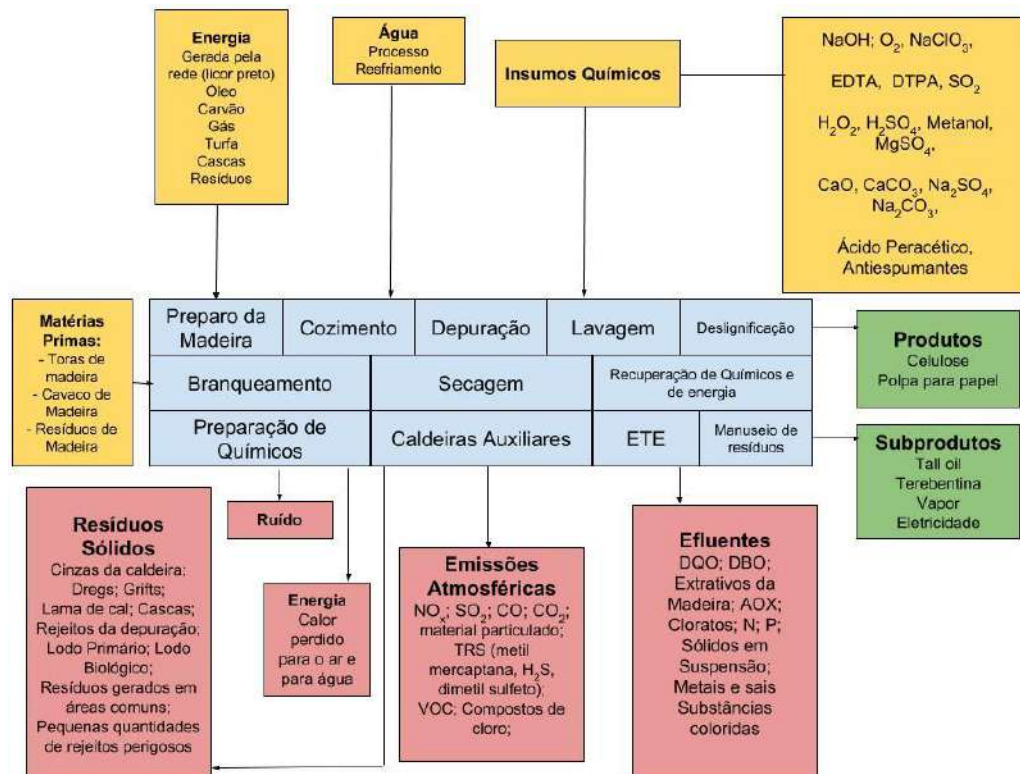 Energia
Gerada pela
rede (licor preto)
Óleo
Carvão
Gás
Turfa
Cascas
Resíduos
Água
Processo
Resfriamento
Insumos Químicos
NaOH; O₂, NaClO₃,
EDTA, DTPA, SO₂
H₂O₂, H₂SO₄, Metanol,
MgSO₄,
CaO, CaCO₃, Na₂SO₄,
Na₂CO₃,
Ácido Peracético,
Antiespumantes
Matérias
Primas:
- Toras de
madeira
- Cavaco de
Madeira
- Resíduos de
Madeira
Preparo da
Madeira
Cozimento
Depuração
Lavagem
Deslignificação
Branqueamento
Secagem
Recuperação de Químicos e
de energia
Preparação de
Químicos
Caldeiras Auxiliares
ETE
Manuseio de
resíduos
Produtos
Celulose
Polpa para papel
Subprodutos
Tall oil
Terebentina
Vapor
Eletricidade
Resíduos
Sólidos
Cinzas da caldeira;
Dregs; Grifts;
Lama de cal; Cascas;
Rejeitos da depuração;
Lodo Primário; Lodo
Biológico;
Resíduos gerados em
áreas comuns;
Pequenas quantidades
de rejeitos perigosos
Ruído
Energia
Calor
perdido
para o ar e
para água
Emissões
Atmosféricas
NOₓ; SO₂; CO; CO₂;
material particulado;
TRS (metil
mercaptana, H₂S,
dimetil sulfeto);
VOC; Compostos de
cloro;
Efluentes
DQO; DBO;
Extrativos da
Madeira; AOX;
Cloratos; N; P;
Sólidos em
Suspensão;
Metais e sais
Substâncias
coloridas